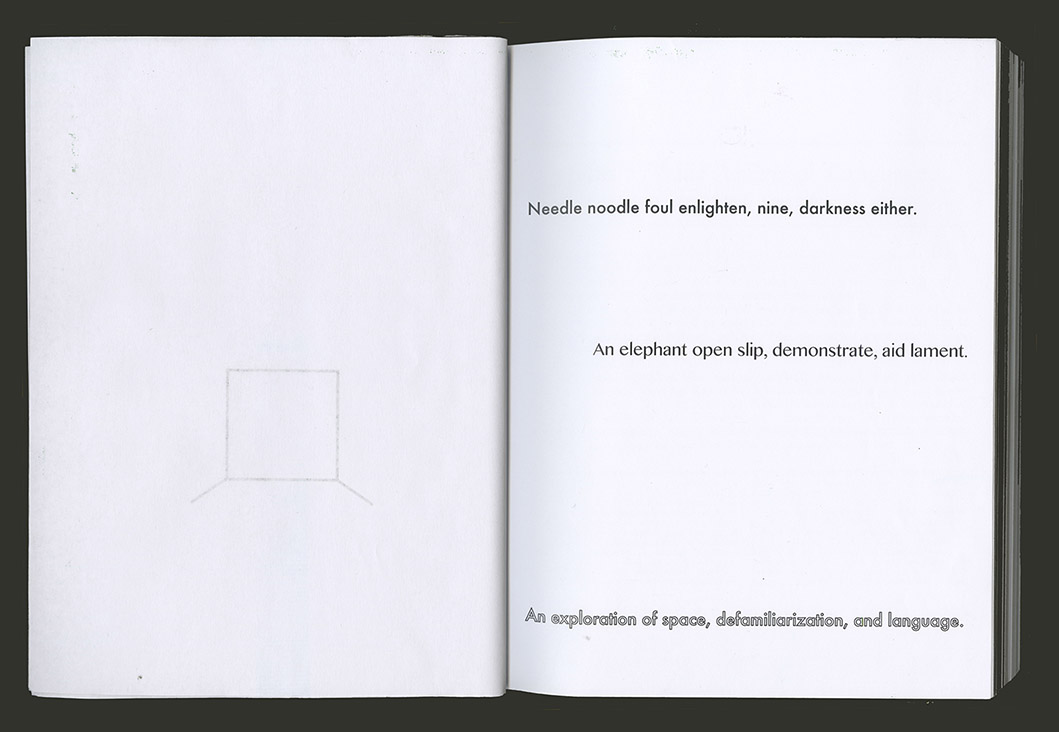 Needle noodle foul enlighten, nine, darkness either.
An elephant open slip, demonstrate, aid lament.
An exploration of space, defamiliarization, and language.